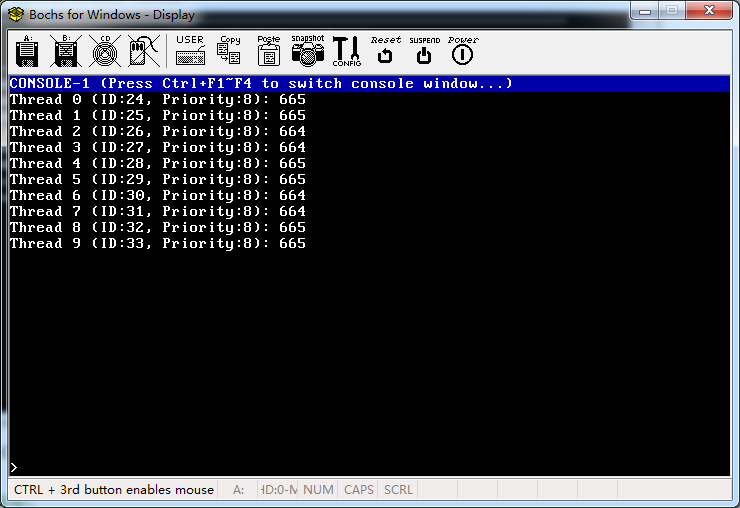 Bochs for Windows - Display
A: B: CD USER Copy Paste snapshot CONFIG Reset SUSPEND Power
CONSOLE-1 (Press Ctrl+F1~F4 to switch console window...)
Thread 0 (ID:24, Priority:8): 665
Thread 1 (ID:25, Priority:8): 665
Thread 2 (ID:26, Priority:8): 664
Thread 3 (ID:27, Priority:8): 664
Thread 4 (ID:28, Priority:8): 665
Thread 5 (ID:29, Priority:8): 665
Thread 6 (ID:30, Priority:8): 664
Thread 7 (ID:31, Priority:8): 664
Thread 8 (ID:32, Priority:8): 665
Thread 9 (ID:33, Priority:8): 665
>
CTRL + 3rd button enables mouse A: HD:0-M NUM CAPS SCRL